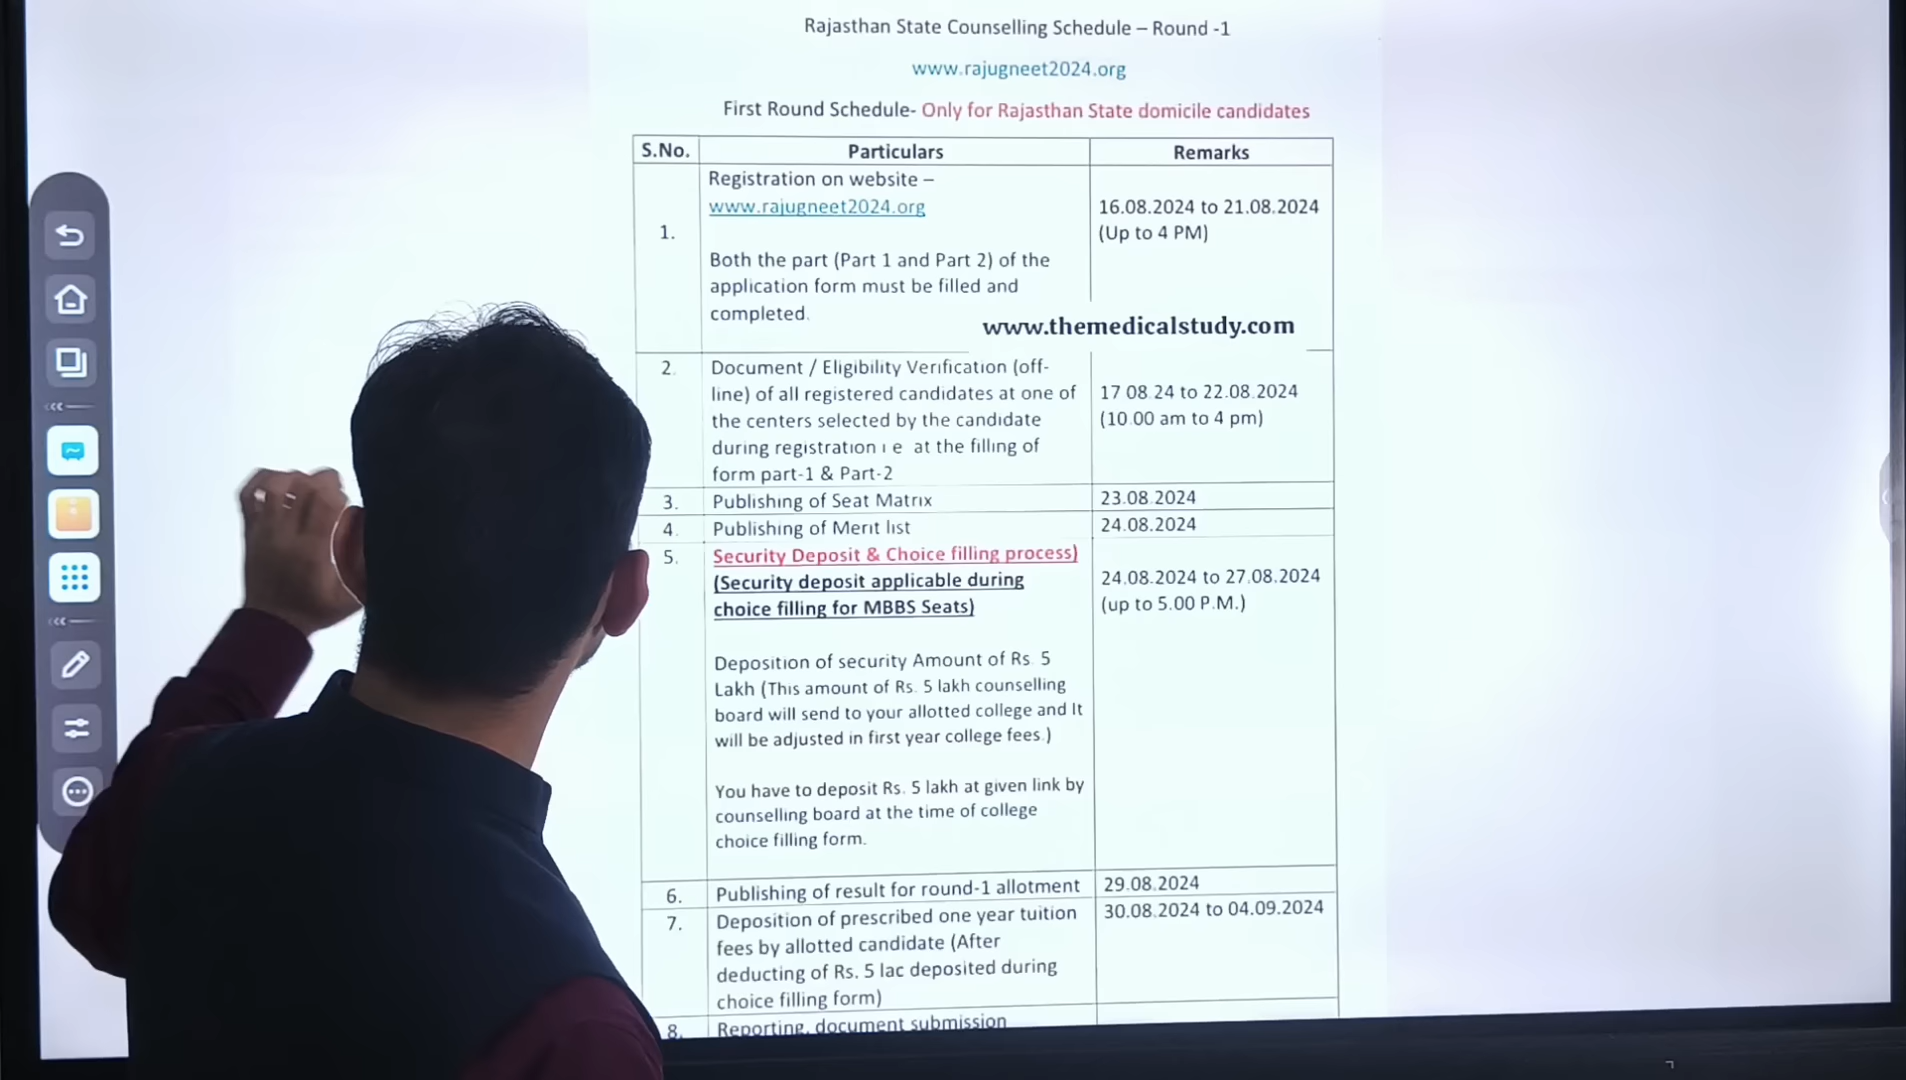 Rajasthan State Counselling Schedule – Round -1
www.rajugneet2024.org
First Round Schedule- Only for Rajasthan State domicile candidates
S.No. Particulars Remarks
1.
Registration on website –
www.rajugneet2024.org
Both the part (Part 1 and Part 2) of the
application form must be filled and
completed.
16.08.2024 to 21.08.2024
(Up to 4 PM)
www.themedicalstudy.com
2.
Document / Eligibility Verification (off-
line) of all registered candidates at one of
the centers selected by the candidate
during registration i e at the filling of
form part-1 & Part-2
17 08.24 to 22.08.2024
(10.00 am to 4 pm)
3. Publishing of Seat Matrix 23.08.2024
4. Publishing of Merit list 24.08.2024
5.
Security Deposit & Choice filling process)
(Security deposit applicable during
choice filling for MBBS Seats)
Deposition of security Amount of Rs. 5
Lakh (This amount of Rs. 5 lakh counselling
board will send to your allotted college and It
will be adjusted in first year college fees.)
You have to deposit Rs. 5 lakh at given link by
counselling board at the time of college
choice filling form.
24.08.2024 to 27.08.2024
(up to 5.00 P.M.)
6. Publishing of result for round-1 allotment 29.08.2024
7.
Deposition of prescribed one year tuition
fees by allotted candidate (After
deducting of Rs. 5 lac deposited during
choice filling form)
30.08.2024 to 04.09.2024
8. Reporting, document submission